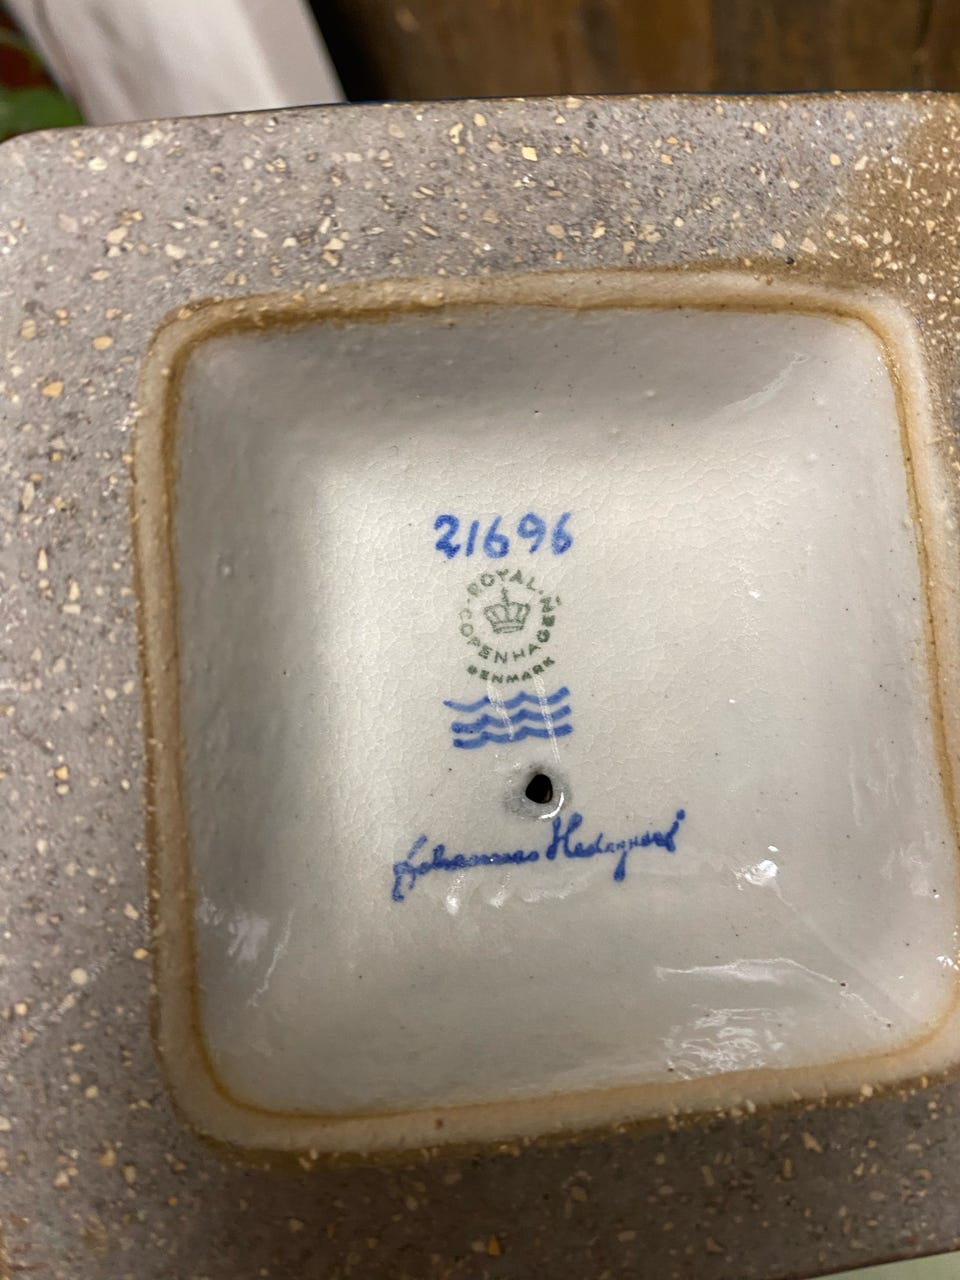 21696
ROYAL
COPENHAGEN
DENMARK
Johannes Hedegaard